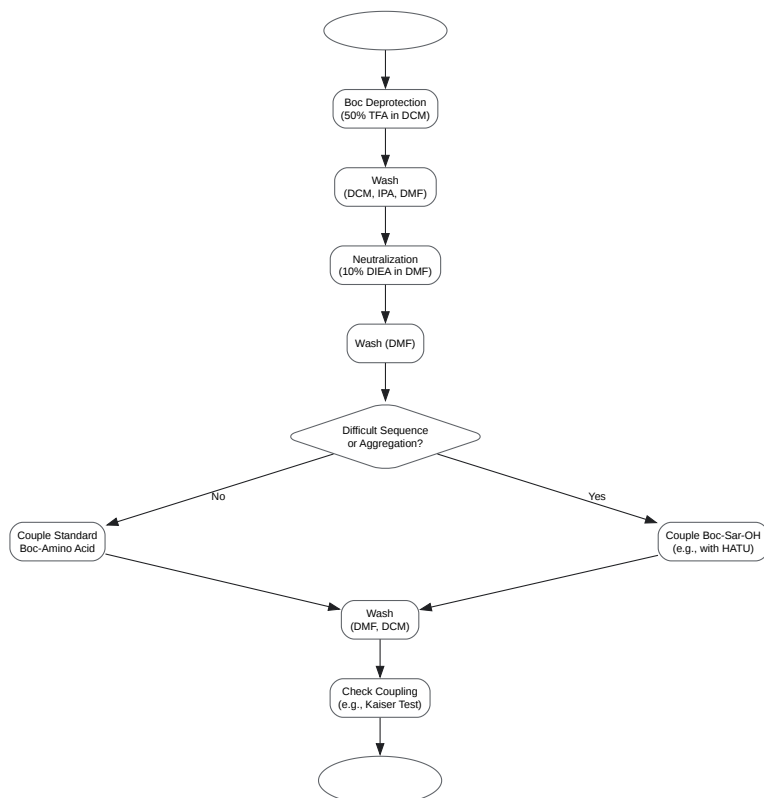 Boc Deprotection
(50% TFA in DCM)
Wash
(DCM, IPA, DMF)
Neutralization
(10% DIEA in DMF)
Wash (DMF)
Difficult Sequence
or Aggregation?
No
Yes
Couple Standard
Boc-Amino Acid
Couple Boc-Sar-OH
(e.g., with HATU)
Wash
(DMF, DCM)
Check Coupling
(e.g., Kaiser Test)